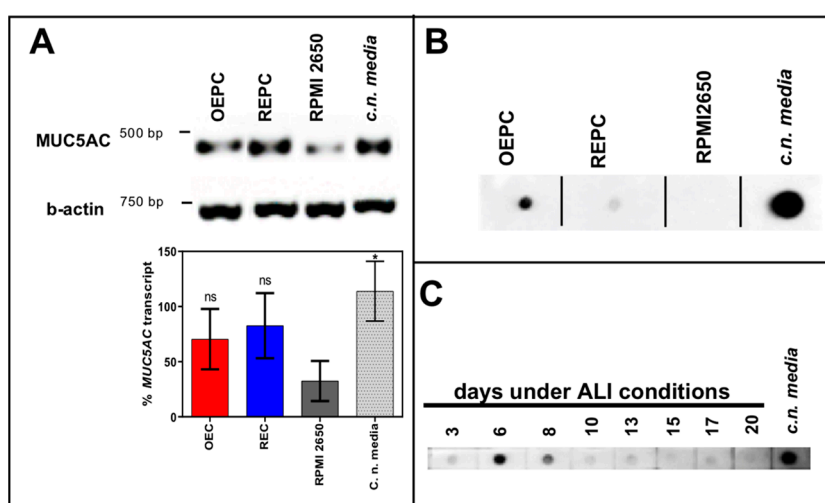 A
OEPC
REPC
RPMI 2650
c.n. media
MUC5AC
500 bp
b-actin
750 bp
% MUC5AC transcript
150
100
50
0
ns
ns
*
OEC
REC
RPMI 2650
C. n. media
B
OEPC
REPC
RPMI2650
c.n. media
C
days under ALI conditions
3 6 8 10 13 15 17 20
c.n. media